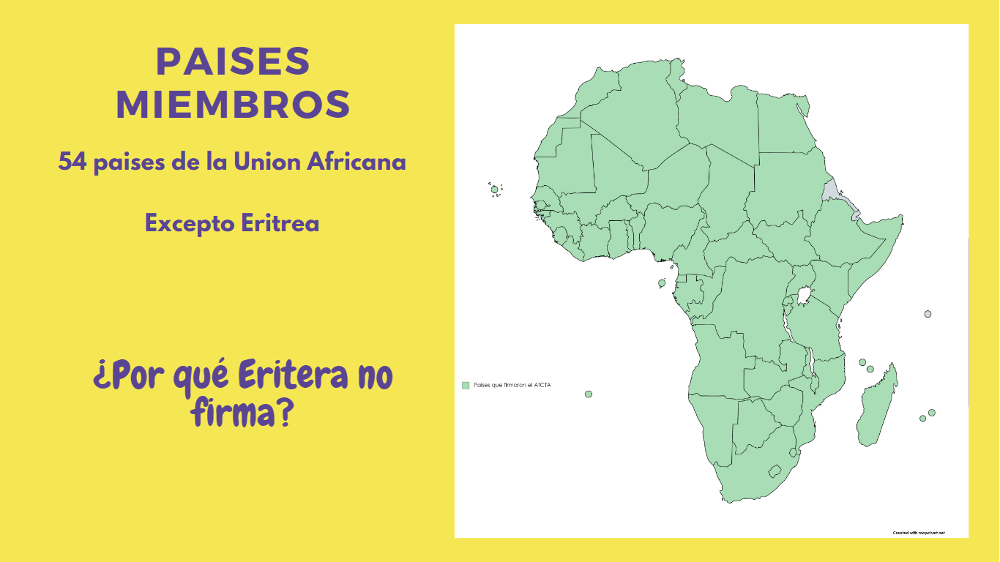 PAISES
MIEMBROS
54 paises de la Union Africana
Excepto Eritrea
¿Por qué Eritera no
firma?
Países que firmaron el AfCTA
Created with mapchart.net